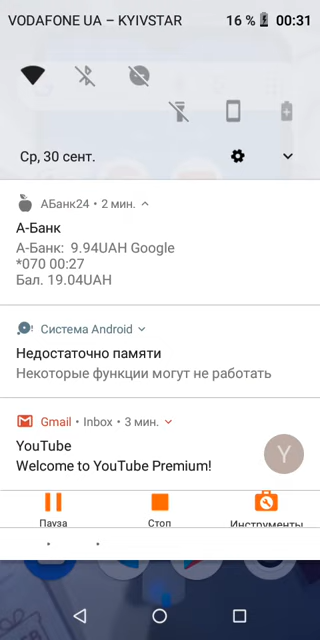 VODAFONE UA – KYIVSTAR 16 % 00:31
Ср, 30 сент.
АБанк24 • 2 мин.
А-Банк
А-Банк: 9.94UAH Google
*070 00:27
Бал. 19.04UAH
Система Android
Недостаточно памяти
Некоторые функции могут не работать
Gmail • Inbox • 3 мин.
YouTube
Welcome to YouTube Premium!
Y
Пауза Стоп Инструменты